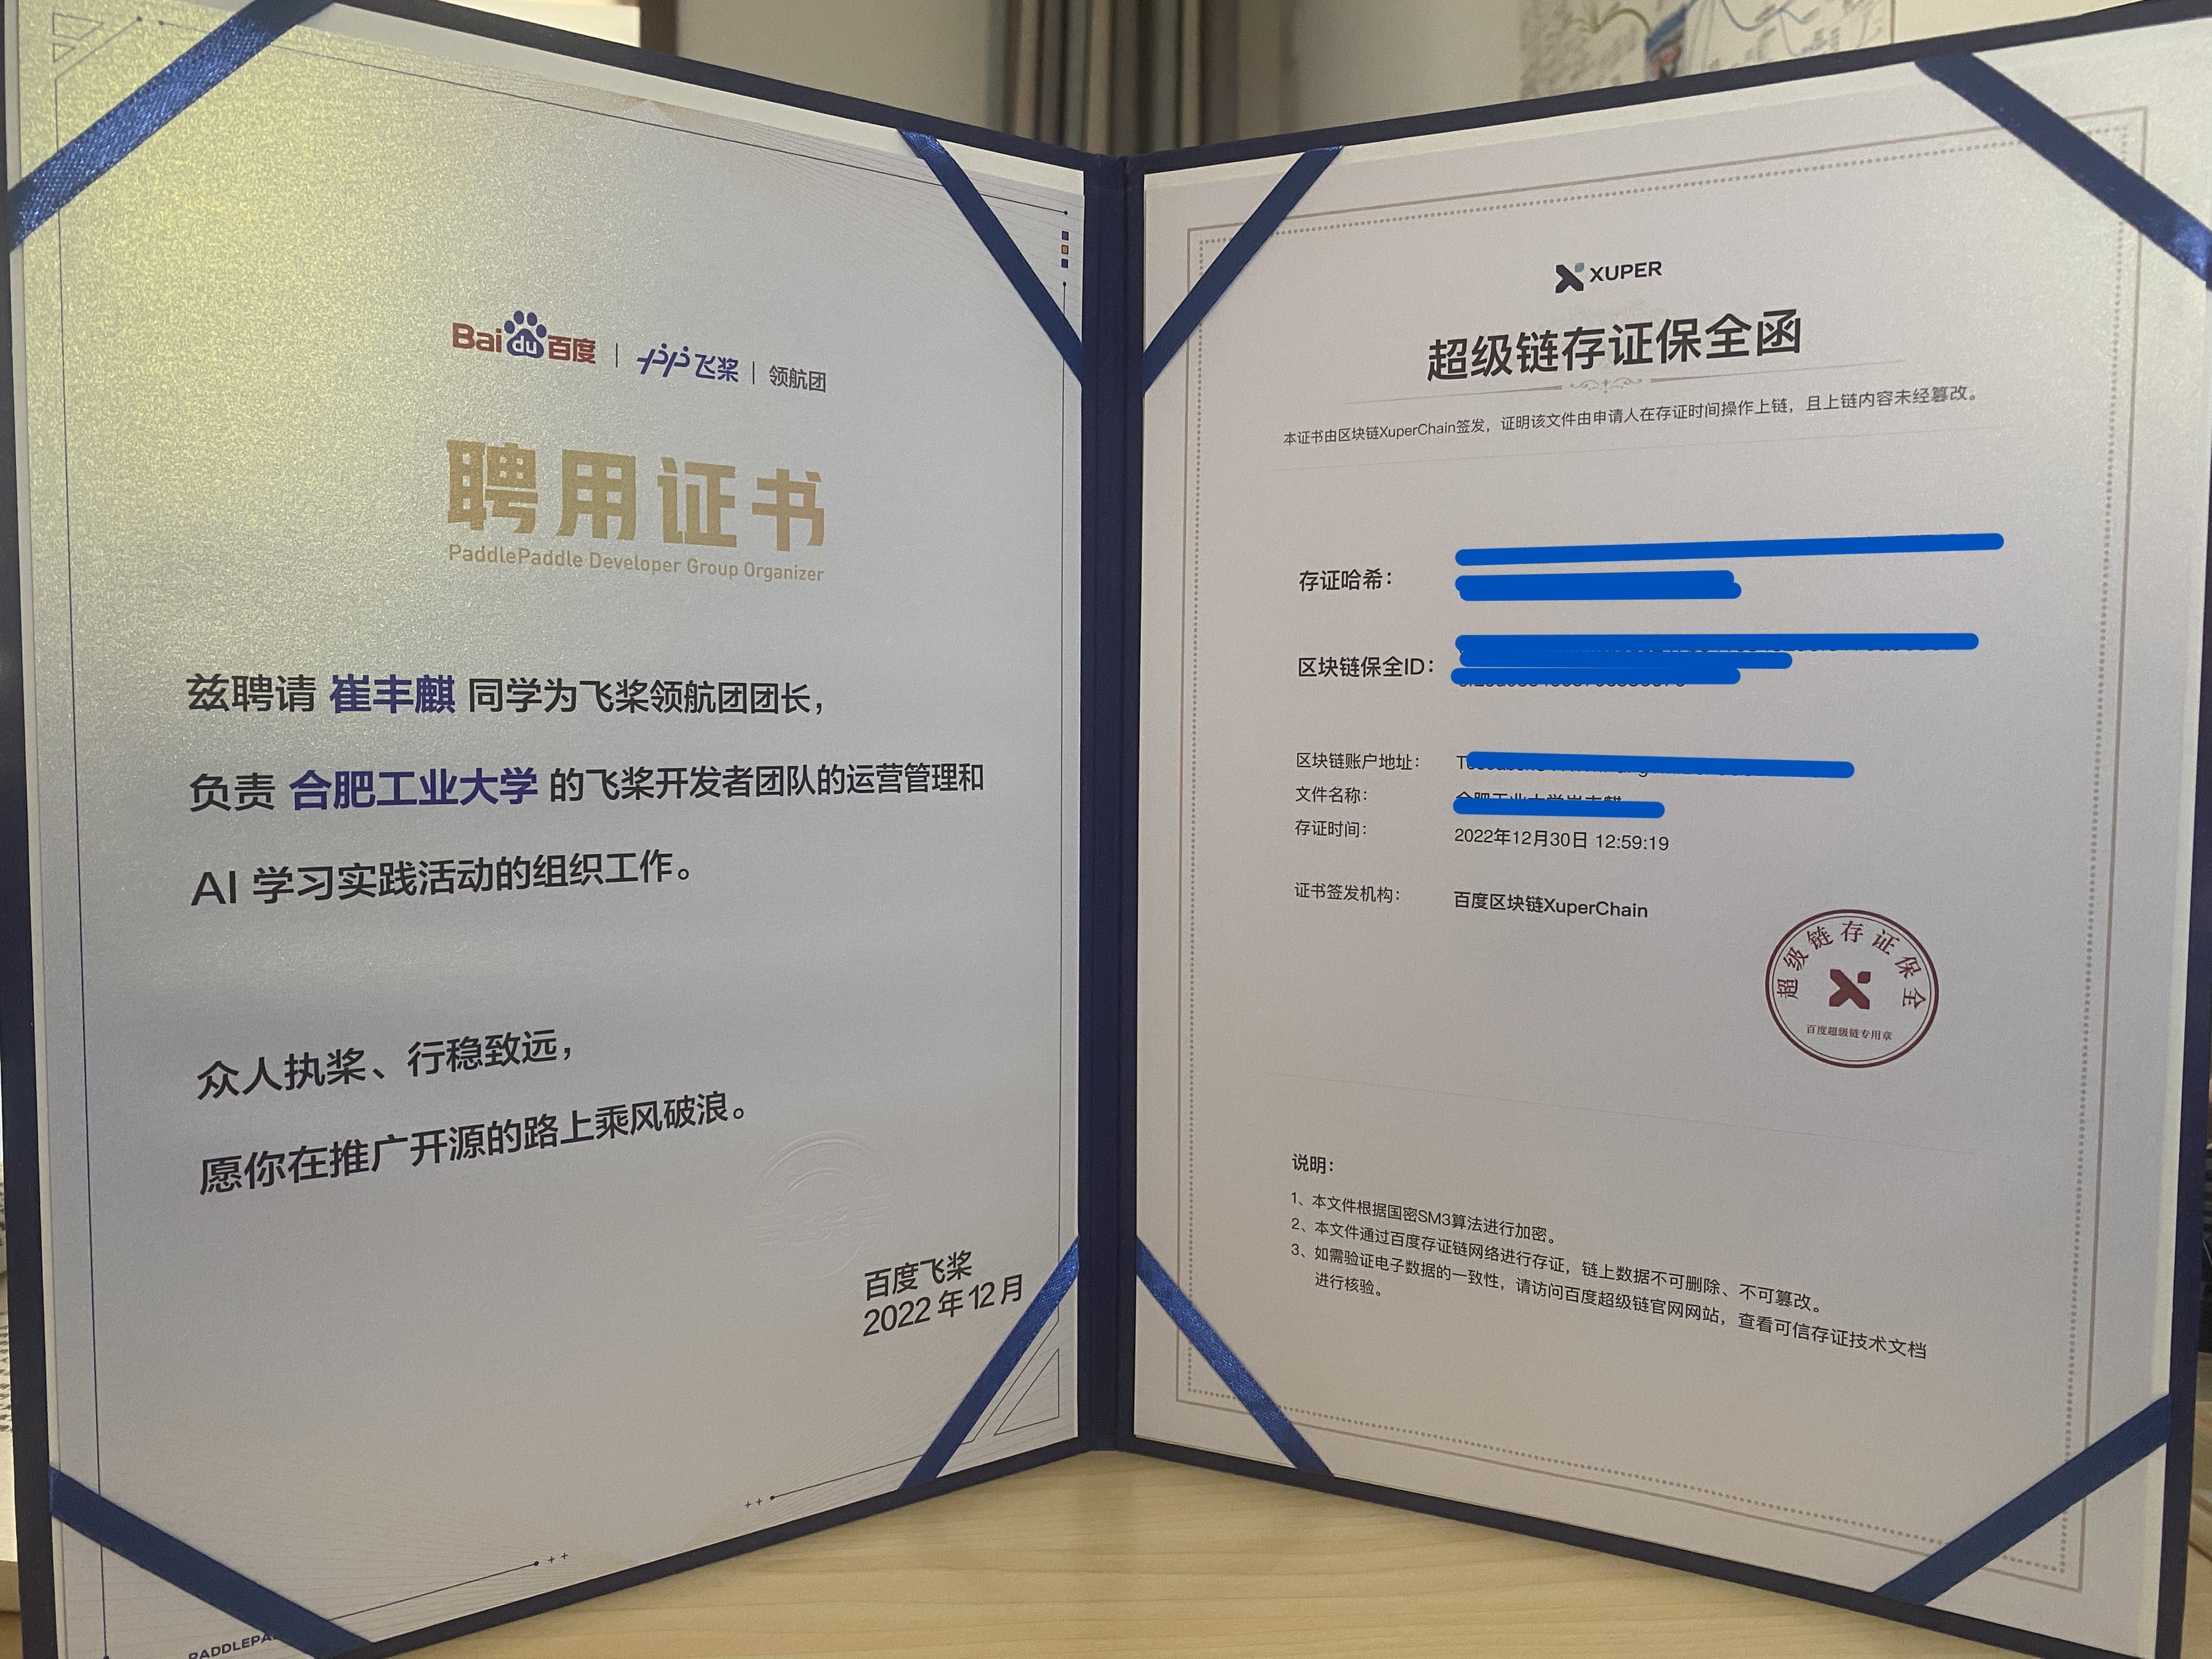 Bai du 百度 | 飞桨 | 领航团
聘用证书
PaddlePaddle Developer Group Organizer
兹聘请 崔丰麒 同学为飞桨领航团团长，
负责 合肥工业大学 的飞桨开发者团队的运营管理和
AI 学习实践活动的组织工作。
众人执桨、行稳致远，
愿你在推广开源的路上乘风破浪。
百度飞桨
2022 年 12 月
XUPER
超级链存证保全函
本证书由区块链XuperChain签发，证明该文件由申请人在存证时间操作上链，且上链内容未经篡改。
存证哈希：
区块链保全ID：
区块链账户地址：
文件名称：
存证时间： 2022年12月30日 12:59:19
证书签发机构： 百度区块链XuperChain
超级链存证保全
百度超级链专用章
说明：
1、本文件根据国密SM3算法进行加密。
2、本文件通过百度存证链网络进行存证，链上数据不可删除、不可篡改。
3、如需验证电子数据的一致性，请访问百度超级链官网网站，查看可信存证技术文档
进行核验。